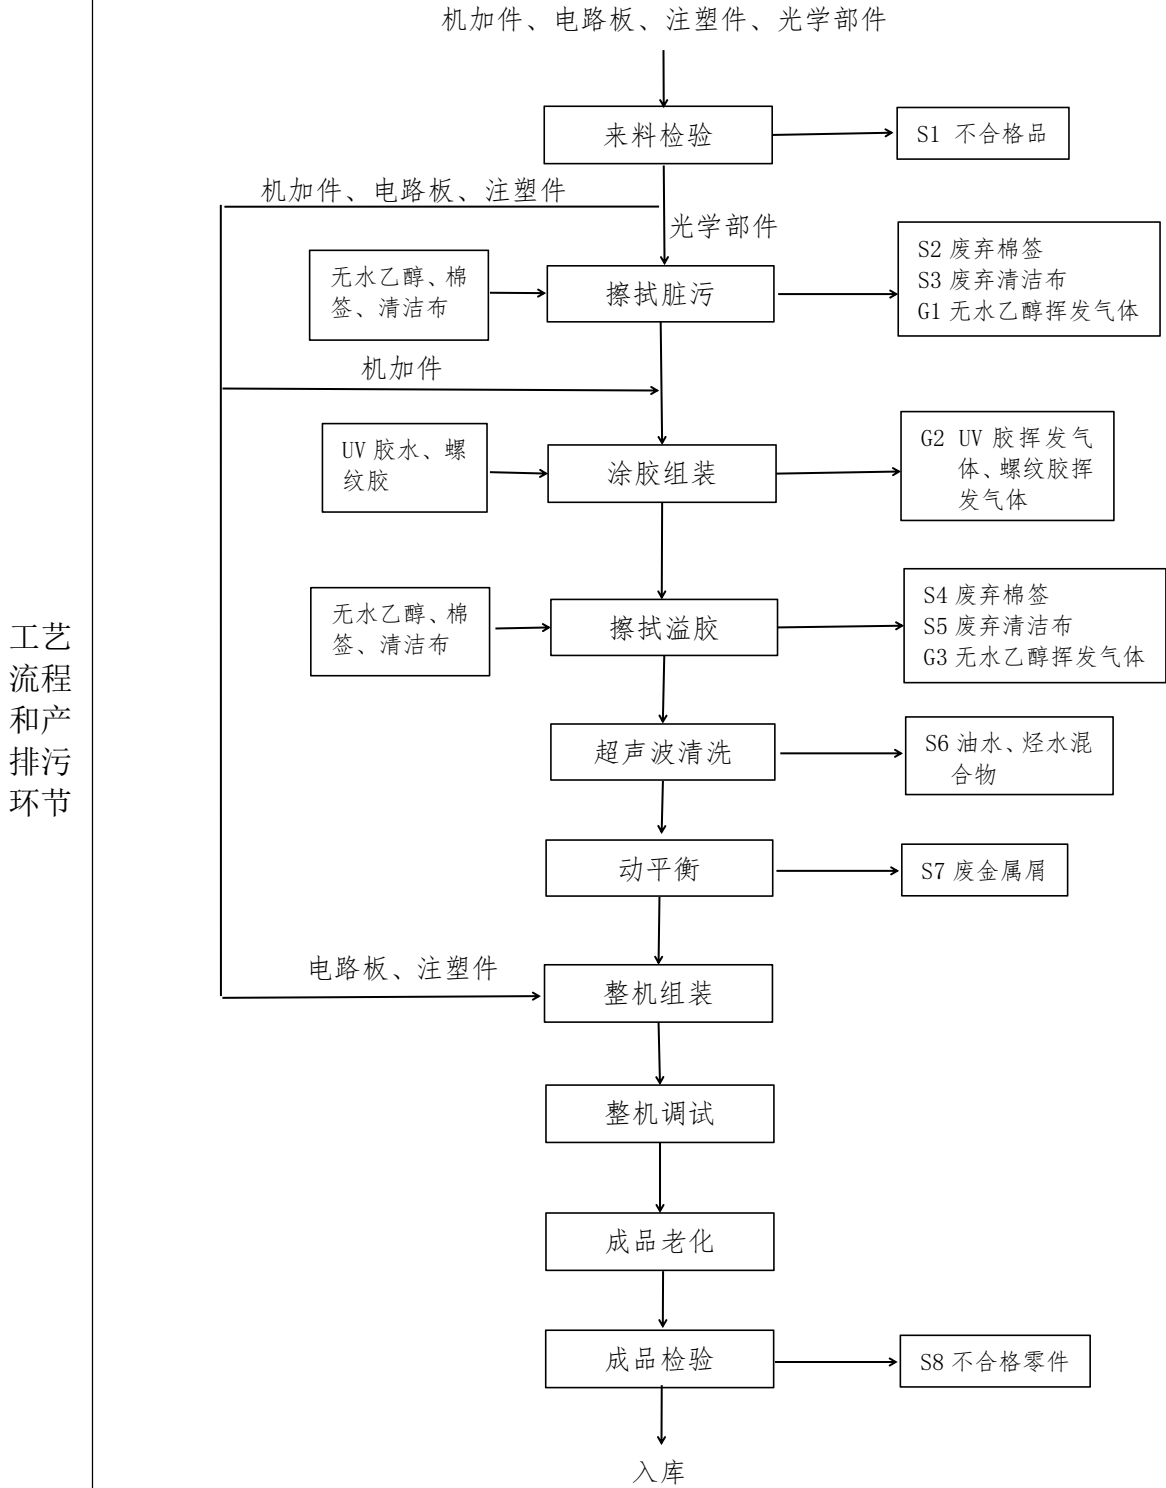 机加件、电路板、注塑件、光学部件
来料检验
S1 不合格品
机加件、电路板、注塑件
光学部件
无水乙醇、棉
签、清洁布
擦拭脏污
S2 废弃棉签
S3 废弃清洁布
G1 无水乙醇挥发气体
机加件
UV 胶水、螺
纹胶
涂胶组装
G2 UV 胶挥发气
体、螺纹胶挥
发气体
无水乙醇、棉
签、清洁布
擦拭溢胶
S4 废弃棉签
S5 废弃清洁布
G3 无水乙醇挥发气体
工艺
流程
和产
排污
环节
超声波清洗
S6 油水、烃水混
合物
动平衡
S7 废金属屑
电路板、注塑件
整机组装
整机调试
成品老化
成品检验
S8 不合格零件
入库